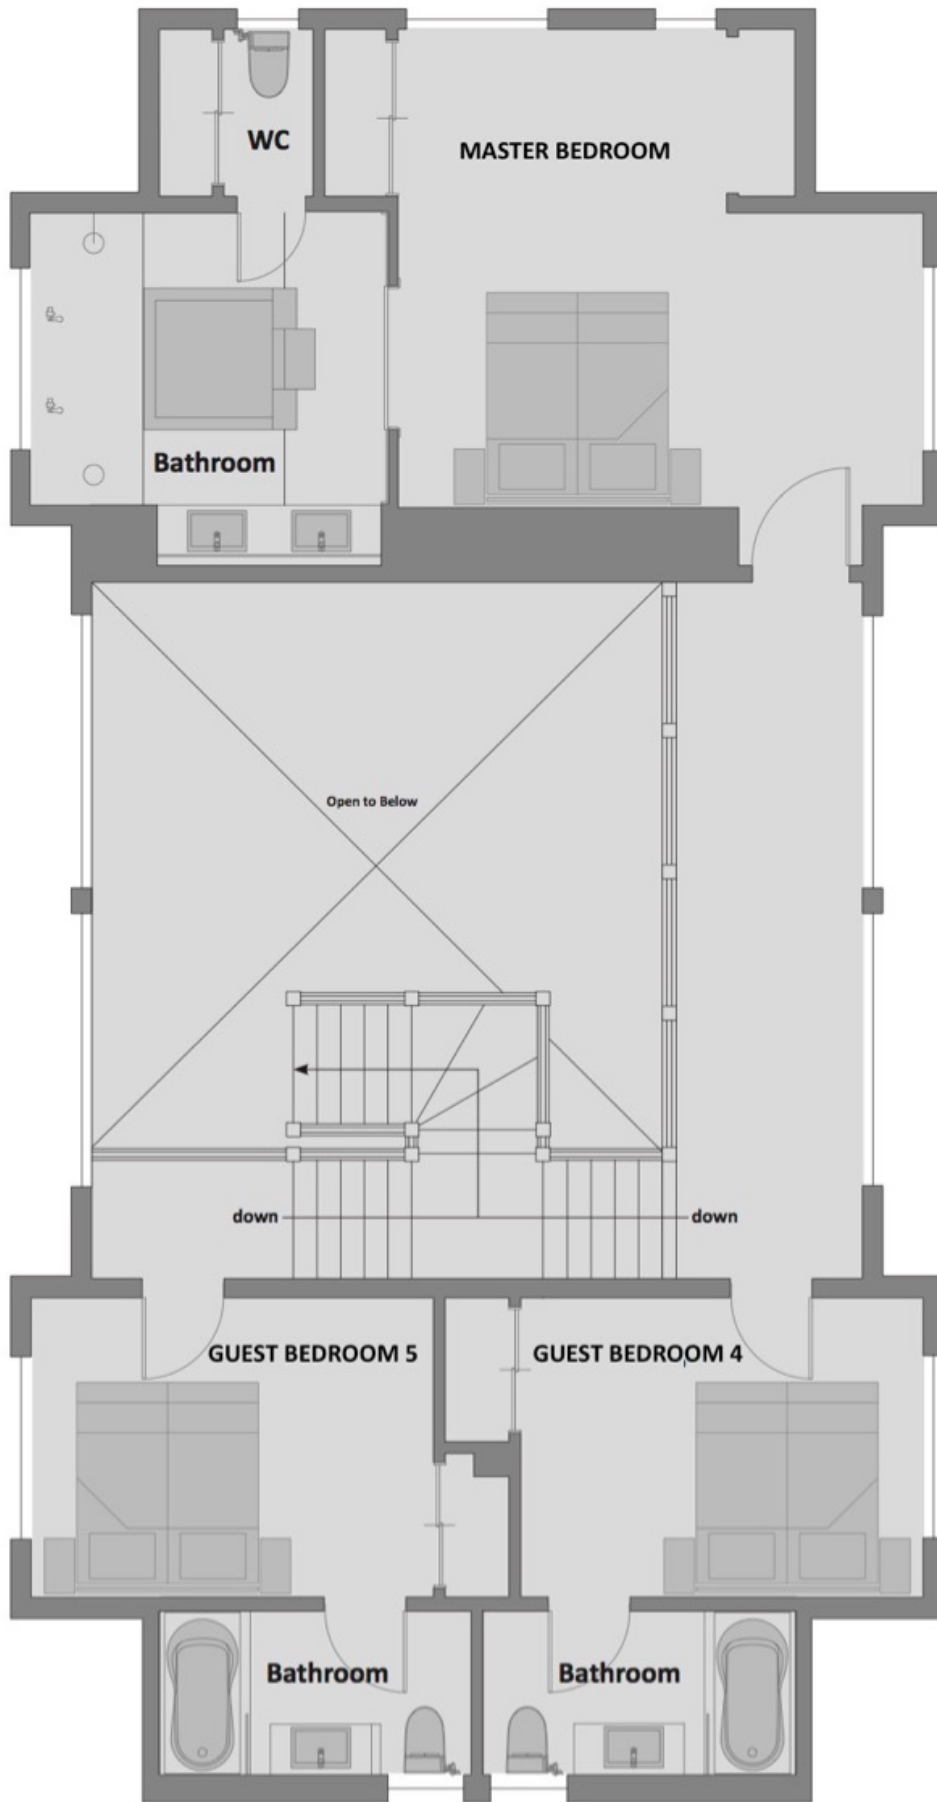 WC
MASTER BEDROOM
Bathroom
Open to Below
down
down
GUEST BEDROOM 5
GUEST BEDROOM 4
Bathroom
Bathroom